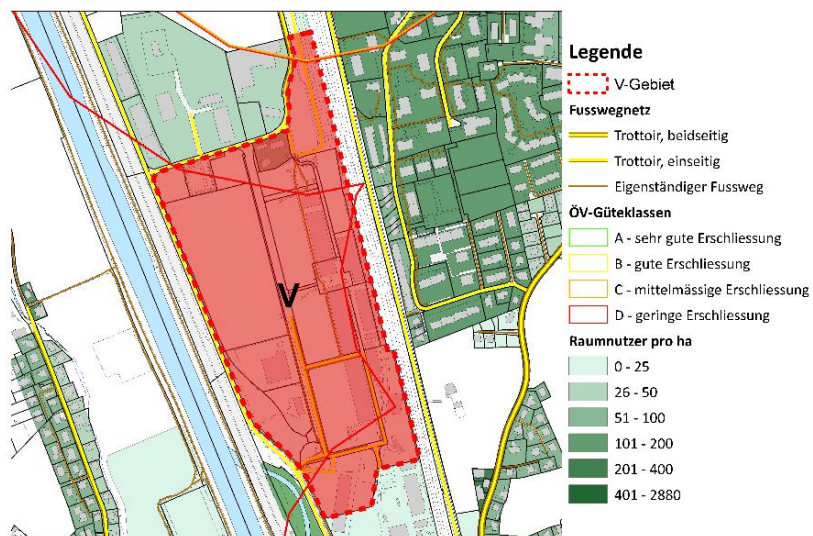 V
Legende
V-Gebiet
Fusswegnetz
Trottoir, beidseitig
Trottoir, einseitig
Eigenständiger Fussweg
ÖV-Güteklassen
A - sehr gute Erschliessung
B - gute Erschliessung
C - mittelmässige Erschliessung
D - geringe Erschliessung
Raumnutzer pro ha
0 - 25
26 - 50
51 - 100
101 - 200
201 - 400
401 - 2880